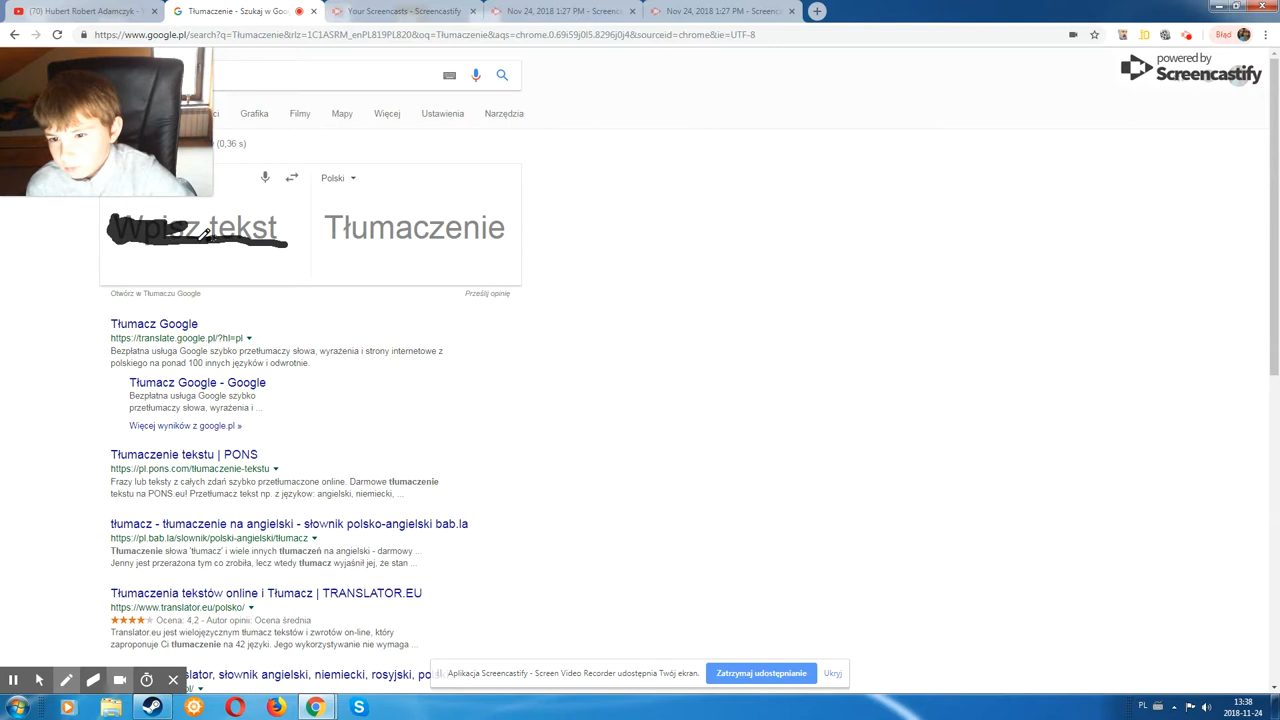 (70) Hubert Robert Adamczyk -
Tłumaczenie - Szukaj w Goo
Your Screencasts - Screencastify
Nov 24, 2018 1:27 PM - Screenca
Nov 24, 2018 1:27 PM - Screenca
https://www.google.pl/search?q=Tłumaczenie&rlz=1C1ASRM_enPL819PL820&oq=Tłumaczenie&aqs=chrome.0.69i59j0l5.8296j0j4&sourceid=chrome&ie=UTF-8
Błąd
powered by
Screencastify
Grafika Filmy Mapy Więcej Ustawienia Narzędzia
(0,36 s)
Polski
Wpisz tekst
Tłumaczenie
Otwórz w Tłumaczu Google
Prześlij opinię
Tłumacz Google
https://translate.google.pl/?hl=pl
Bezpłatna usługa Google szybko przetłumaczy słowa, wyrażenia i strony internetowe z
polskiego na ponad 100 innych języków i odwrotnie.
Tłumacz Google - Google
Bezpłatna usługa Google szybko
przetłumaczy słowa, wyrażenia i ...
Więcej wyników z google.pl »
Tłumaczenie tekstu | PONS
https://pl.pons.com/tłumaczenie-tekstu
Frazy lub teksty z całych zdań szybko przetłumaczone online. Darmowe tłumaczenie
tekstu na PONS.eu! Przetłumacz tekst np. z językow: angielski, niemiecki, ...
tłumacz - tłumaczenie na angielski - słownik polsko-angielski bab.la
https://pl.bab.la/slownik/polski-angielski/tłumacz
Tłumaczenie słowa 'tłumacz' i wiele innych tłumaczeń na angielski - darmowy ...
Jenny jest przerażona tym co zrobiła, lecz wtedy tłumacz wyjaśnił jej, że stan ...
Tłumaczenia tekstów online i Tłumacz | TRANSLATOR.EU
https://www.translator.eu/polsko/
Ocena: 4,2 - Autor opinii: Ocena średnia
Translator.eu jest wielojęzycznym tłumacz tekstów i zwrotów on-line, który
zaproponuje Ci tłumaczenie na 42 języki. Jego wykorzystywanie nie wymaga ...
lator, słownik angielski, niemiecki, rosyjski, po
Aplikacja Screencastify - Screen Video Recorder udostępnia Twój ekran.
Zatrzymaj udostępnianie
Ukryj
PL
13:38
2018-11-24